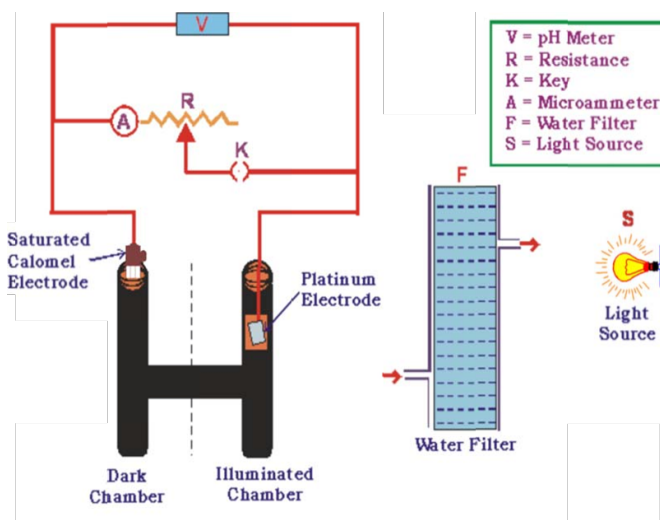 V
V = pH Meter
R = Resistance
K = Key
A = Microammeter
F = Water Filter
S = Light Source
R
A
K
F
S
Saturated
Calomel
Electrode
Platinum
Electrode
Light
Source
Water Filter
Dark
Chamber
Illuminated
Chamber